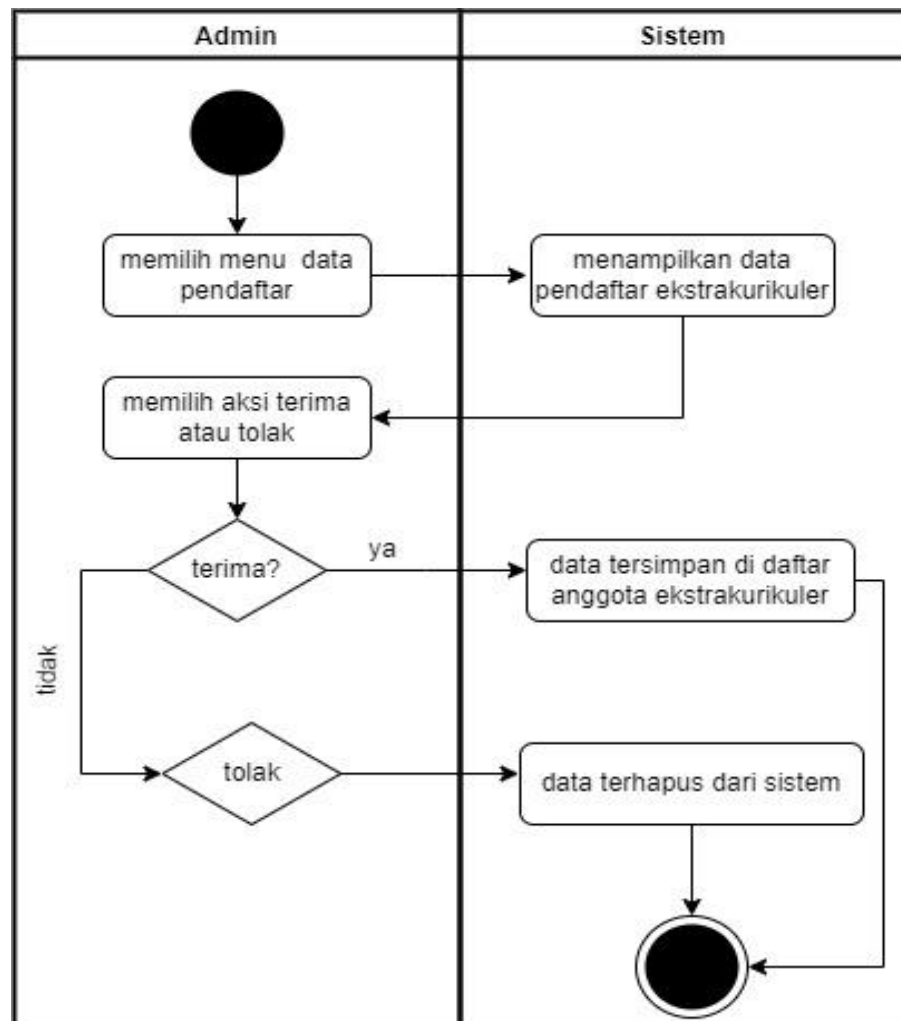 Admin
Sistem
memilih menu data
pendaftar
menampilkan data
pendaftar ekstrakurikuler
memilih aksi terima
atau tolak
terima?
ya
data tersimpan di daftar
anggota ekstrakurikuler
tidak
tolak
data terhapus dari sistem